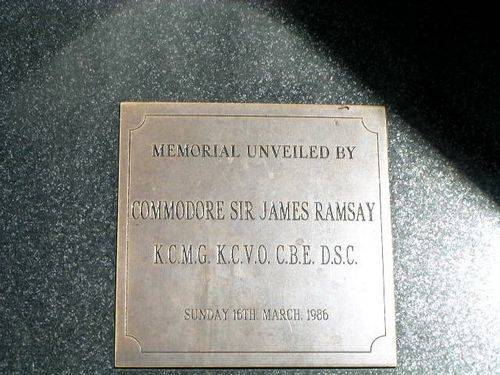 MEMORIAL UNVEILED BY
COMMODORE SIR JAMES RAMSAY
K.C.M.G. K.C.V.O. C.B.E. D.S.C.
SUNDAY 16TH. MARCH. 1986